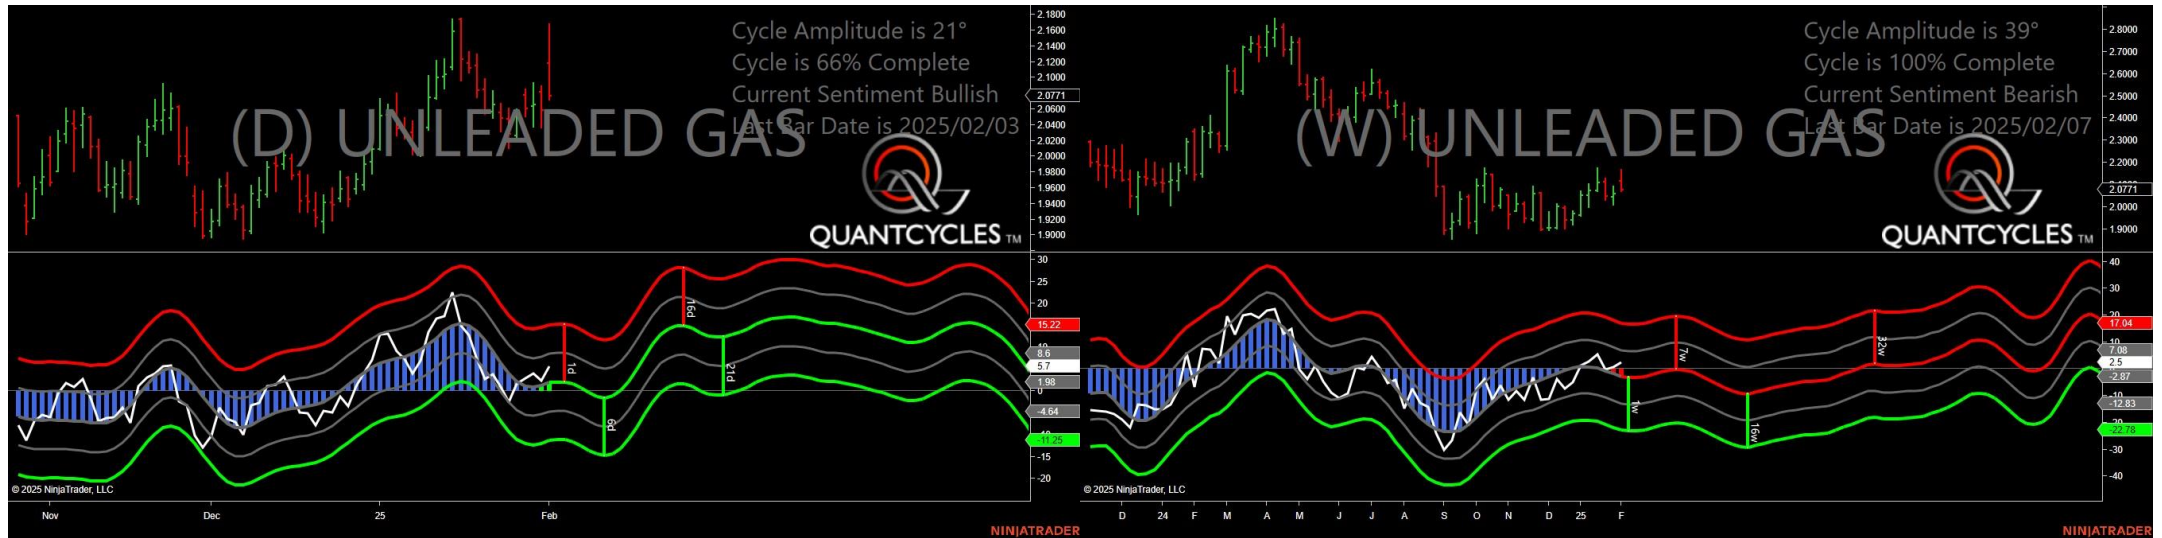 Cycle Amplitude is 21°
Cycle is 66% Complete
Current Sentiment Bullish
Last Bar Date is 2025/02/03
(D) UNLEADED GAS
QUANTCYCLES TM
2.1800
2.1600
2.1400
2.1200
2.1000
2.0771
2.0600
2.0400
2.0200
2.0000
1.9800
1.9600
1.9400
1.9200
1.9000
30
25
20
15.22
10
8.6
5.7
1.98
0
-4.64
-11.25
-15
-20
1d
6d
16d
21d
© 2025 NinjaTrader, LLC
Nov Dec 25 Feb
NINJATRADER
Cycle Amplitude is 39°
Cycle is 100% Complete
Current Sentiment Bearish
Last Bar Date is 2025/02/07
(W) UNLEADED GAS
QUANTCYCLES TM
2.8000
2.7000
2.6000
2.5000
2.4000
2.3000
2.2000
2.0771
2.0000
1.9000
40
30
20
17.04
7.08
2.5
-2.87
-10
-12.83
-22.78
-30
-40
1w
7w
16w
32w
© 2025 NinjaTrader, LLC
D 24 F M A M J J A S O N D 25 F
NINJATRADER